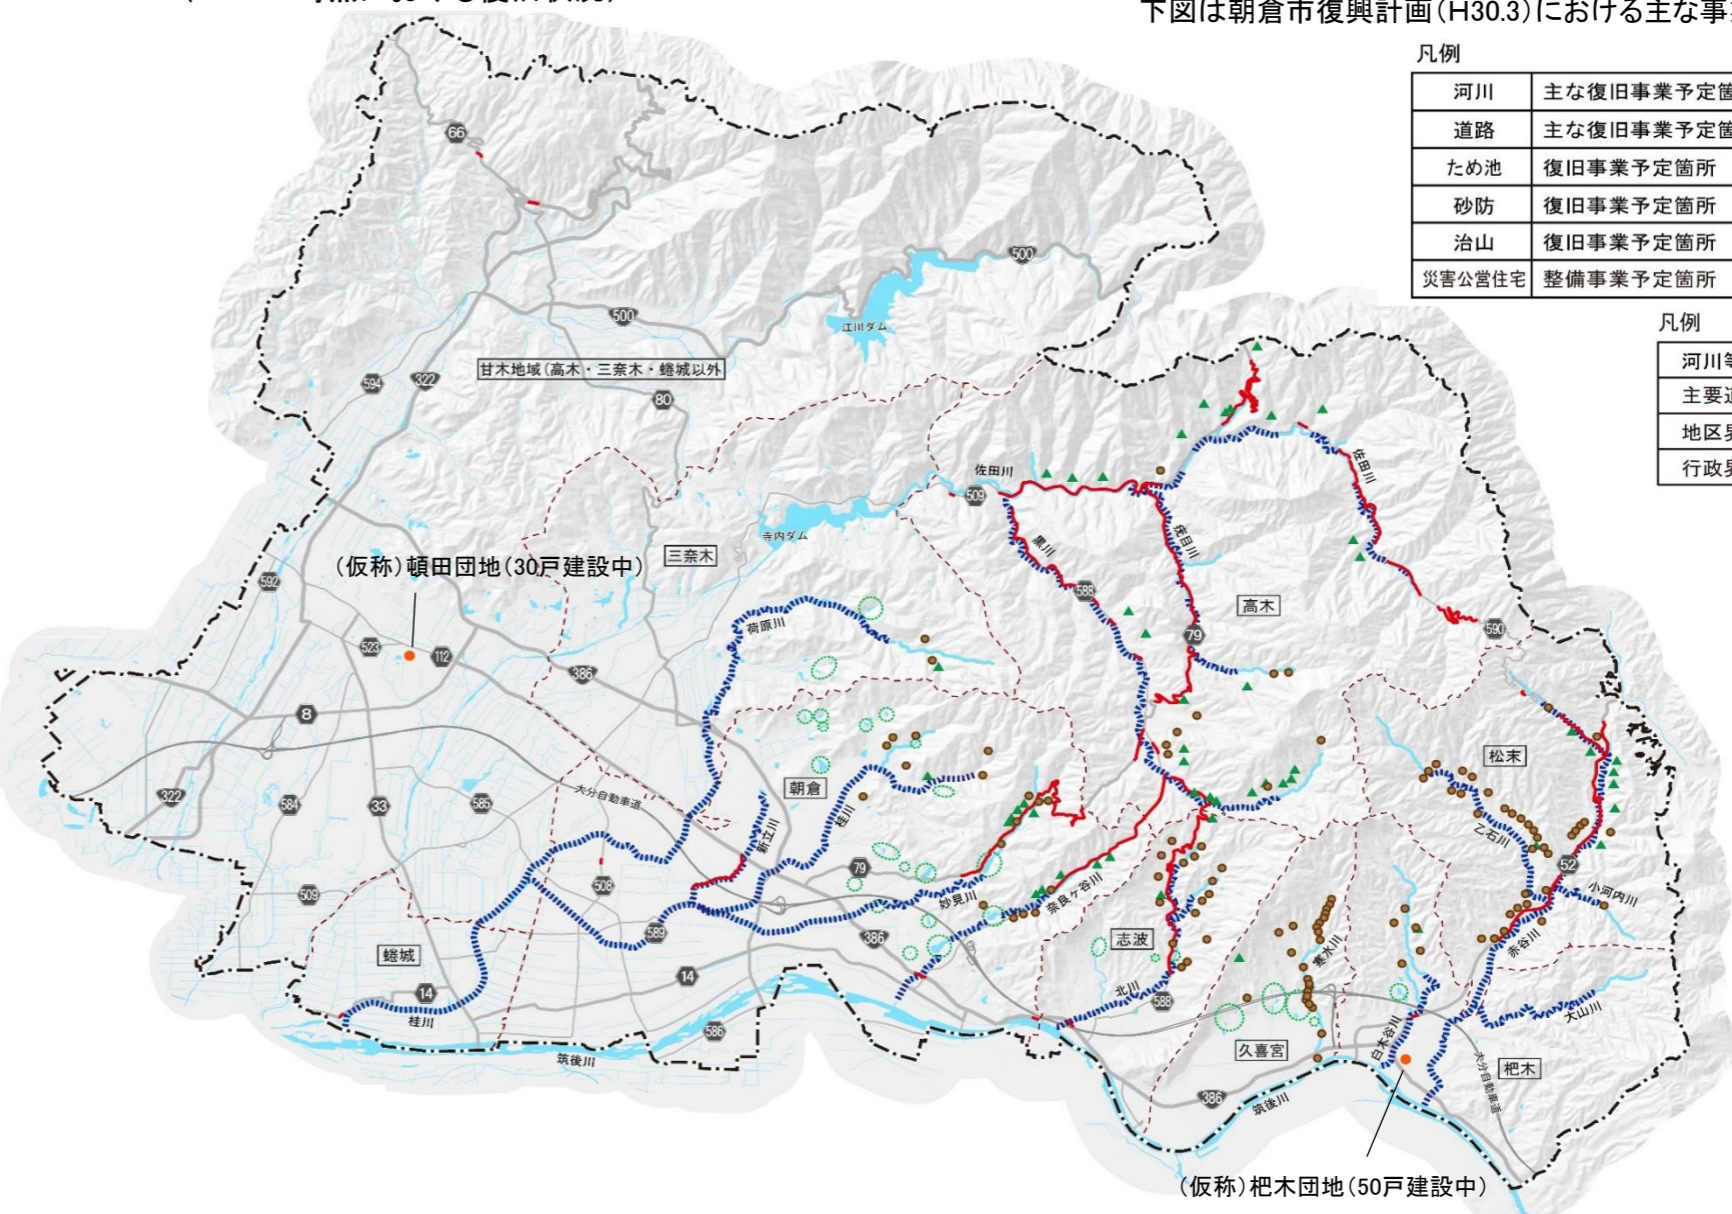 下図は朝倉市復興計画(H30.3)における主な事
凡例
河川 主な復旧事業予定箇
道路 主な復旧事業予定箇
ため池 復旧事業予定箇所
砂防 復旧事業予定箇所
治山 復旧事業予定箇所
災害公営住宅 整備事業予定箇所
凡例
河川等
主要道
地区界
行政界
66
500
500
江川ダム
甘木地域(高木・三奈木・蜷城以外
594
322
80
佐田川
佐田川
509
寺内ダム
三奈木
黒川
疣目川
588
高木
(仮称)頓田団地(30戸建設中)
592
荷原川
523
112
386
79
590
8
松末
322
584
33
585
大分自動車道
朝倉
桂川
新立川
乙石川
79
52
508
509
小河内川
妙見川
奈良ヶ谷川
589
386
志波
寒水川
赤谷川
蜷城
14
14
北川
588
桂川
586
大山川
筑後川
久喜宮
白木谷川
杷木
大分自動車道
386
筑後川
(仮称)杷木団地(50戸建設中)